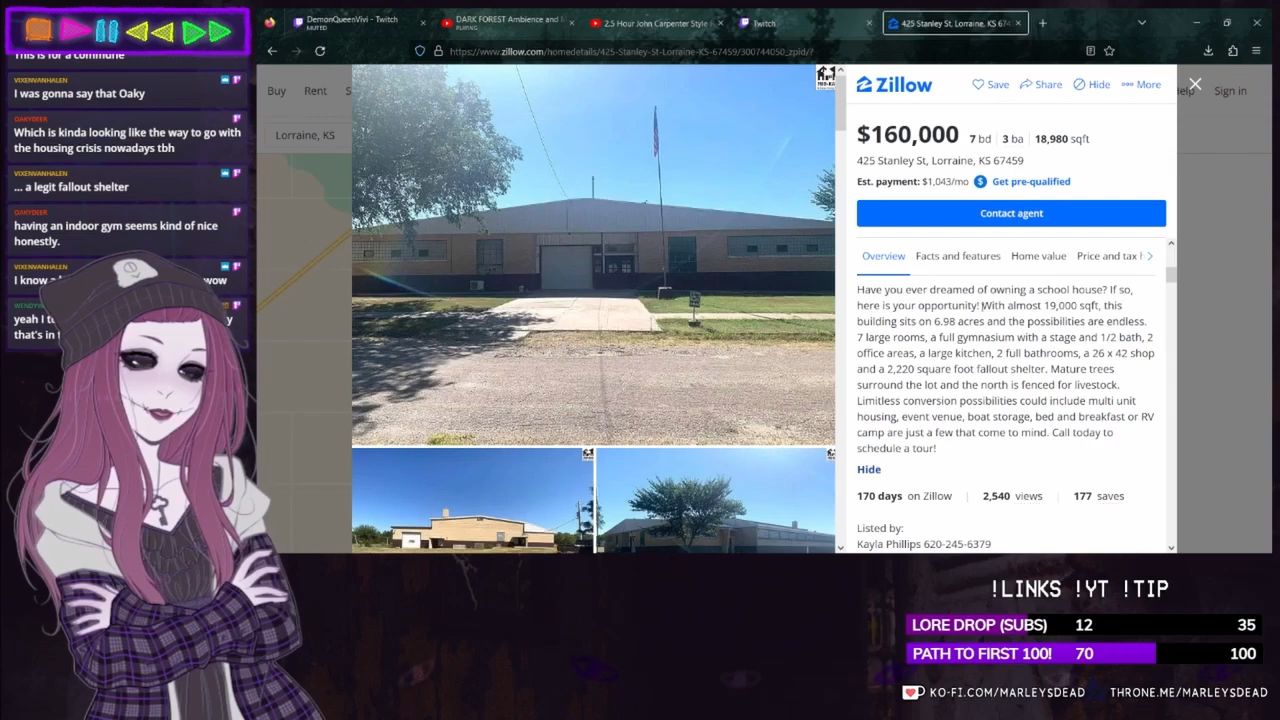 DemonQueenVivi - Twitch
MUTED
DARK FOREST Ambience and M
PLAYING
2.5 Hour John Carpenter Style
Twitch
425 Stanley St, Lorraine, KS 674
https://www.zillow.com/homedetails/425-Stanley-St-Lorraine-KS-67459/300744050_zpid/?
This is for a commune
VIXENVANHALEN
I was gonna say that Oaky
OAKYDEER
Which is kinda looking like the way to go with
the housing crisis nowadays tbh
VIXENVANHALEN
... a legit fallout shelter
OAKYDEER
having an indoor gym seems kind of nice
honestly.
VIXENVANHALEN
I know a
wow
yeah I
that's in
Buy
Rent
S
Lorraine, KS
elp
Sign in
Zillow
Save
Share
Hide
More
$160,000 7 bd 3 ba 18,980 sqft
425 Stanley St, Lorraine, KS 67459
Est. payment: $1,043/mo $ Get pre-qualified
Contact agent
Overview
Facts and features
Home value
Price and tax h
Have you ever dreamed of owning a school house? If so,
here is your opportunity! With almost 19,000 sqft, this
building sits on 6.98 acres and the possibilities are endless.
7 large rooms, a full gymnasium with a stage and 1/2 bath, 2
office areas, a large kitchen, 2 full bathrooms, a 26 x 42 shop
and a 2,220 square foot fallout shelter. Mature trees
surround the lot and the north is fenced for livestock.
Limitless conversion possibilities could include multi unit
housing, event venue, boat storage, bed and breakfast or RV
camp are just a few that come to mind. Call today to
schedule a tour!
Hide
170 days on Zillow | 2,540 views | 177 saves
Listed by:
Kayla Phillips 620-245-6379
!LINKS !YT !TIP
LORE DROP (SUBS) 12 35
PATH TO FIRST 100! 70 100
KO-FI.COM/MARLEYSDEAD
THRONE.ME/MARLEYSDEAD